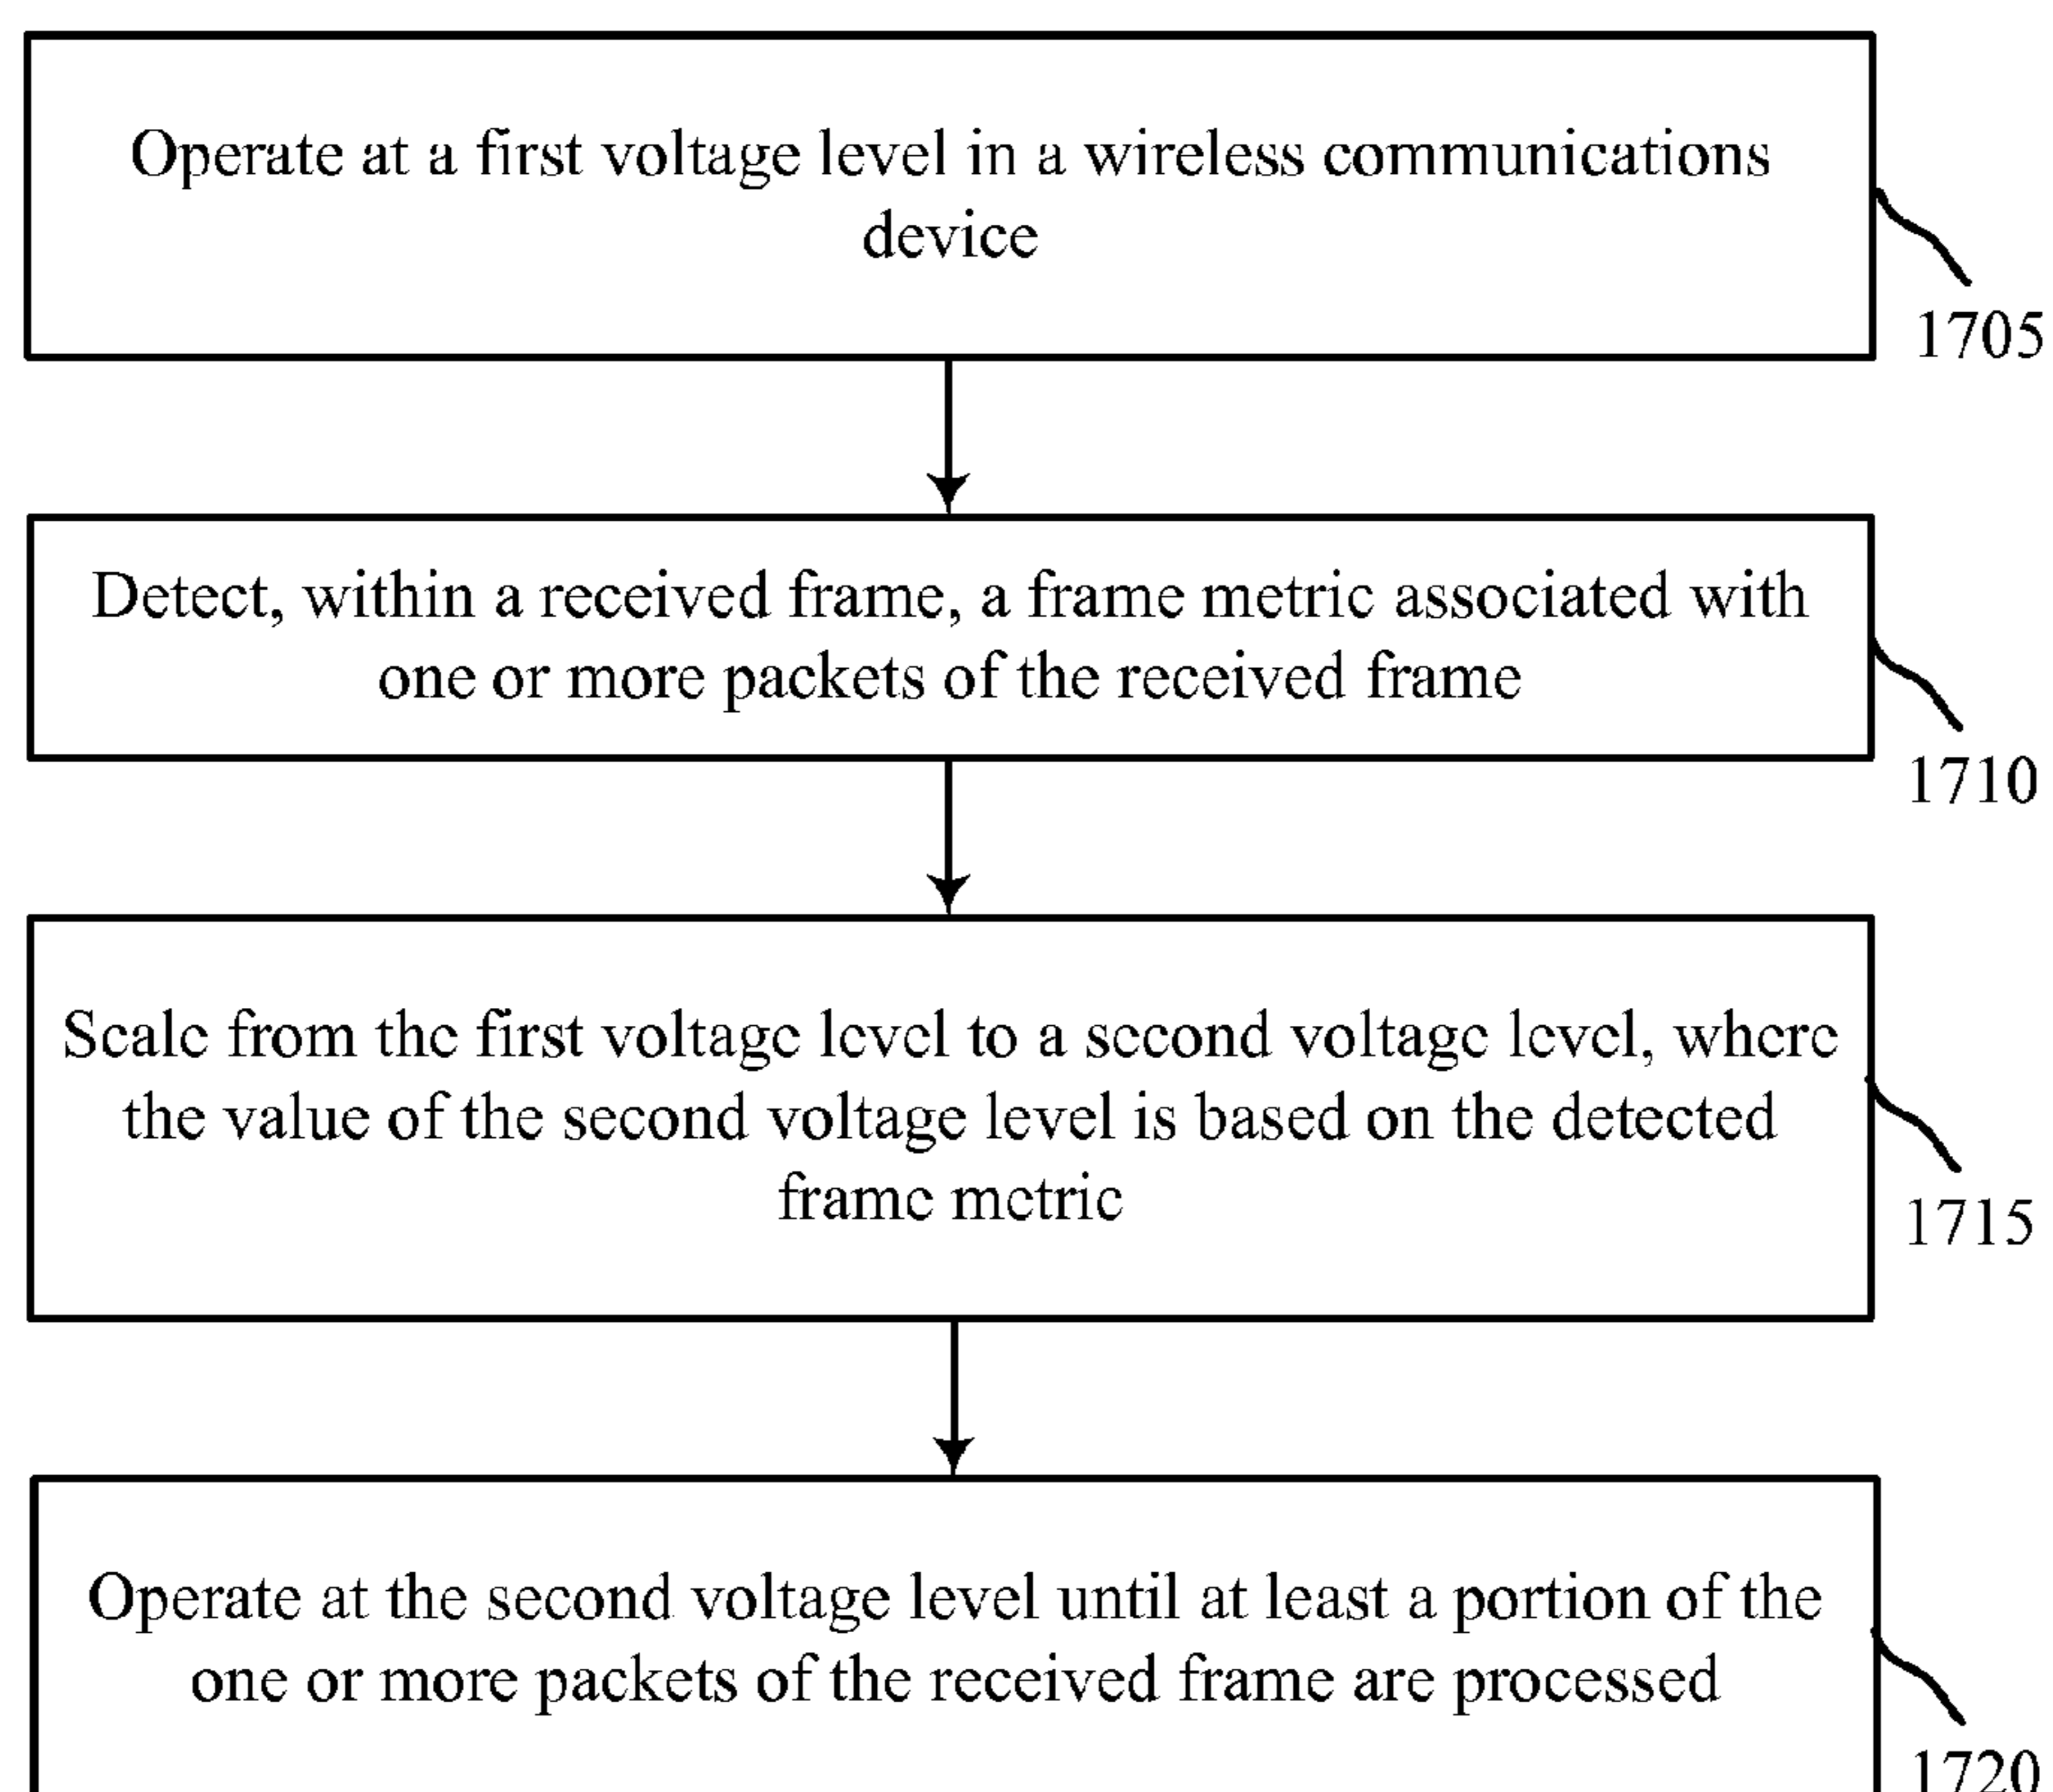 Operate at a first voltage level in a wireless communications
device
1705
Detect, within a received frame, a frame metric associated with
one or more packets of the received frame
1710
Scale from the first voltage level to a second voltage level, where
the value of the second voltage level is based on the detected
frame metric
1715
Operate at the second voltage level until at least a portion of the
one or more packets of the received frame are processed
1720